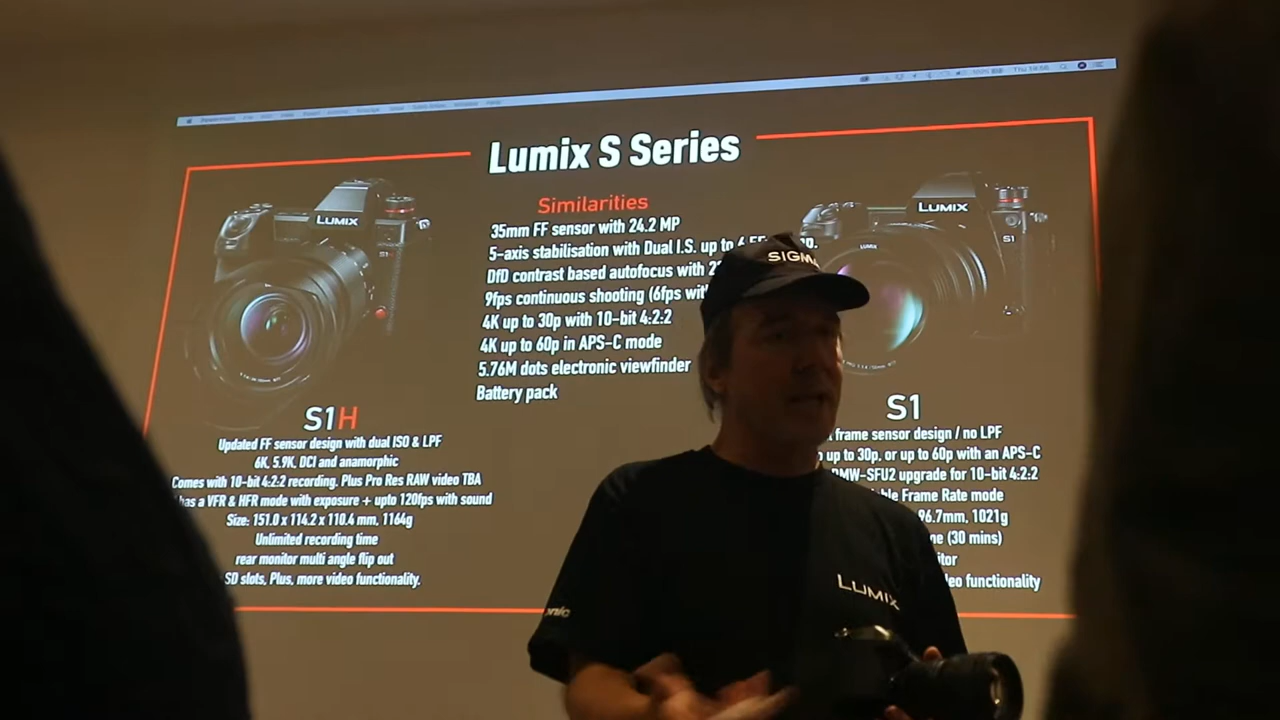 Thu
Lumix S Series
Similarities
35mm FF sensor with 24.2 MP
5-axis stabilisation with Dual I.S. up to
DfD contrast based autofocus with
9fps continuous shooting (6fps
4K up to 30p with 10-bit 4:2:2
4K up to 60p in APS-C mode
5.76M dots electronic viewfinder
Battery pack
LUMIX
LUMIX
S1
LUMIX
S1H
Updated FF sensor design with dual ISO & LPF
6K, 5.9K, DCI and anamorphic
Comes with 10-bit 4:2:2 recording. Plus Pro Res RAW video TBA
has a VFR & HFR mode with exposure + upto 120fps with sound
Size: 151.0 x 114.2 x 110.4 mm, 1164g
Unlimited recording time
rear monitor multi angle flip out
SD slots, Plus, more video functionality.
S1
frame sensor design / no LPF
up to 30p, or up to 60p with an APS-C
DMW-SFU2 upgrade for 10-bit 4:2:2
Frame Rate mode
96.7mm, 1021g
(30 mins)
functionality
SIGMA
LUMIX